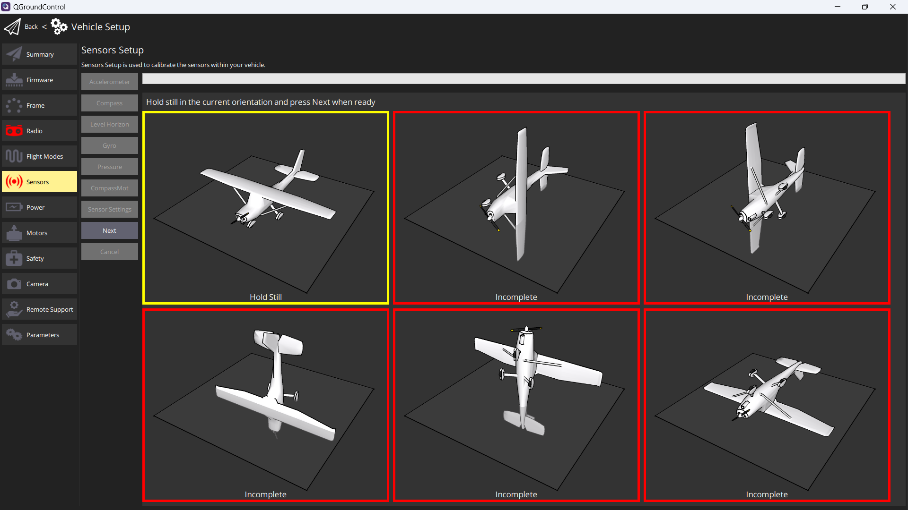 QGroundControl
Back < Vehicle Setup
Summary
Firmware
Frame
Radio
Flight Modes
Sensors
Power
Motors
Safety
Camera
Remote Support
Parameters
Sensors Setup
Sensors Setup is used to calibrate the sensors within your vehicle.
Accelerometer
Compass
Level Horizon
Gyro
Pressure
CompassMot
Sensor Settings
Next
Cancel
Hold still in the current orientation and press Next when ready
Hold Still
Incomplete
Incomplete
Incomplete
Incomplete
Incomplete